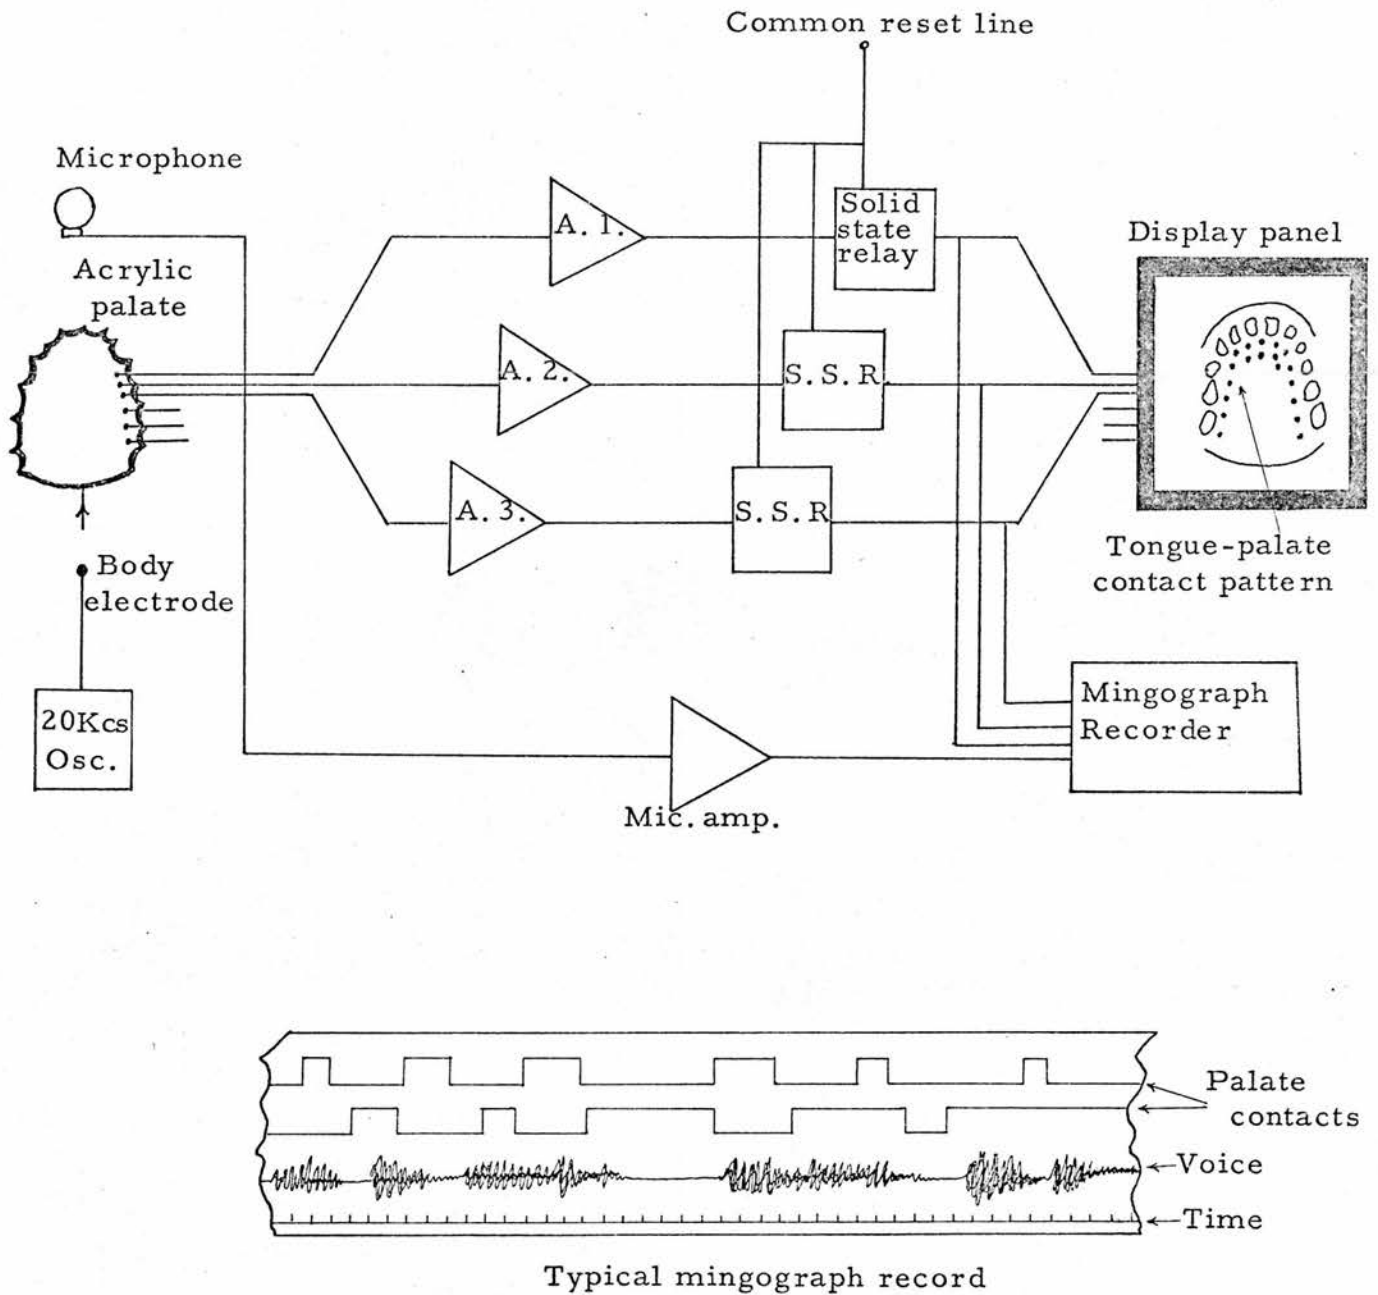 Common reset line
Microphone
Acrylic
palate
A. 1.
Solid
state
relay
Display panel
A. 2.
S. S. R
A. 3.
S. S. R
Body
electrode
Tongue-palate
contact pattern
20Kcs
Osc.
Mingograph
Recorder
Mic. amp.
Palate
contacts
Voice
Time
Typical mingograph record